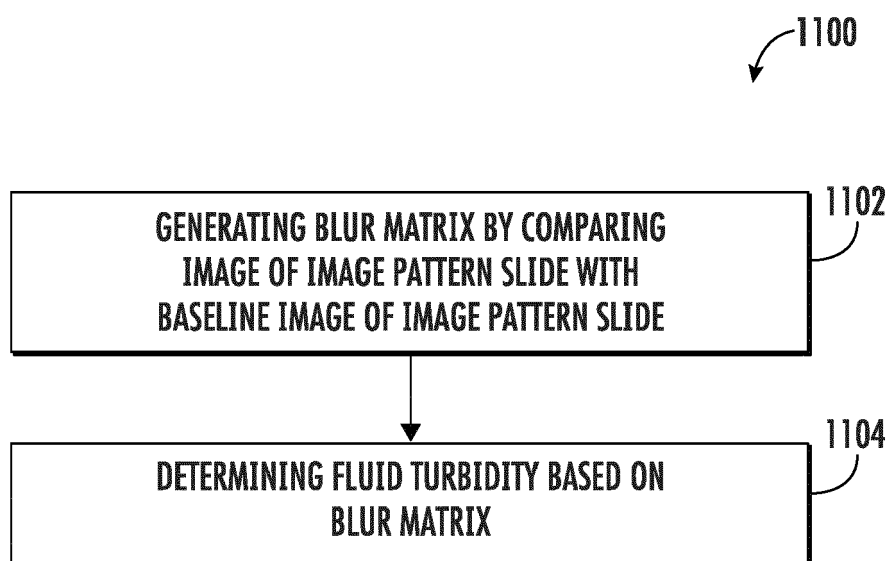 1100
1102
GENERATING BLUR MATRIX BY COMPARING
IMAGE OF IMAGE PATTERN SLIDE WITH
BASELINE IMAGE OF IMAGE PATTERN SLIDE
1104
DETERMINING FLUID TURBIDITY BASED ON
BLUR MATRIX